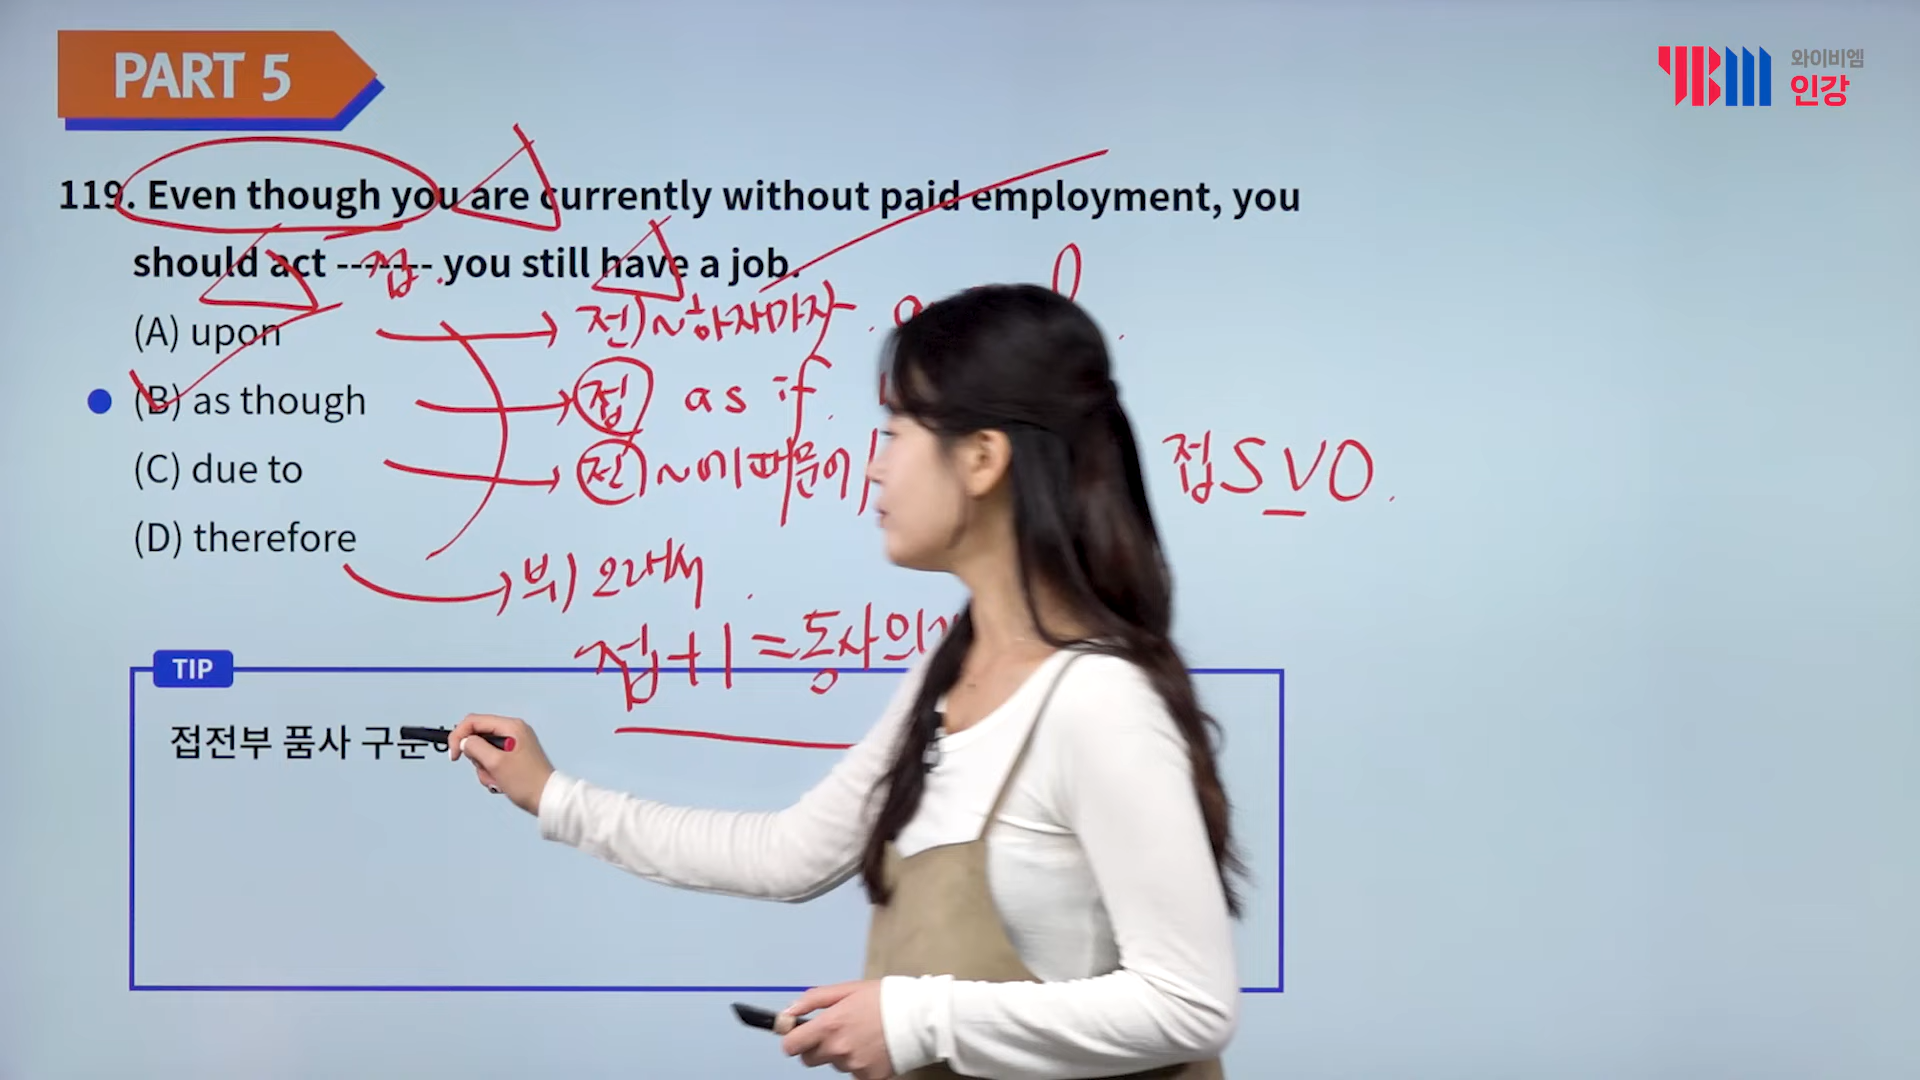 PART 5
YBM 와이비엠
인강
119. Even though you are currently without paid employment, you
should act ------- you still have a job.
접.
(A) upon
전) ~하자마자.
(B) as though
접 as if.
(C) due to
전) ~이 때문에
접 S V O.
(D) therefore
부) 그래서.
접+1 = 동사의
TIP
접전부 품사 구분